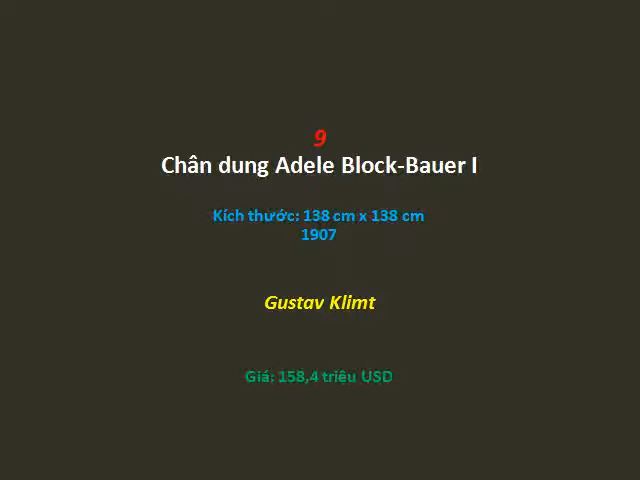 9
Chân dung Adele Block-Bauer I
Kích thước: 138 cm x 138 cm
1907
Gustav Klimt
Giá: 158,4 triệu USD